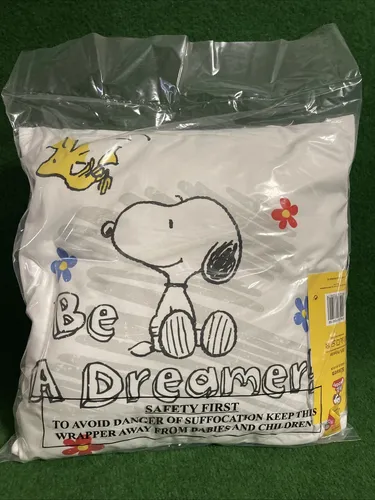 Be
A Dreamer.
SAFETY FIRST
TO AVOID DANGER OF SUFFOCATION KEEP THIS
WRAPPER AWAY FROM BABIES AND CHILDREN